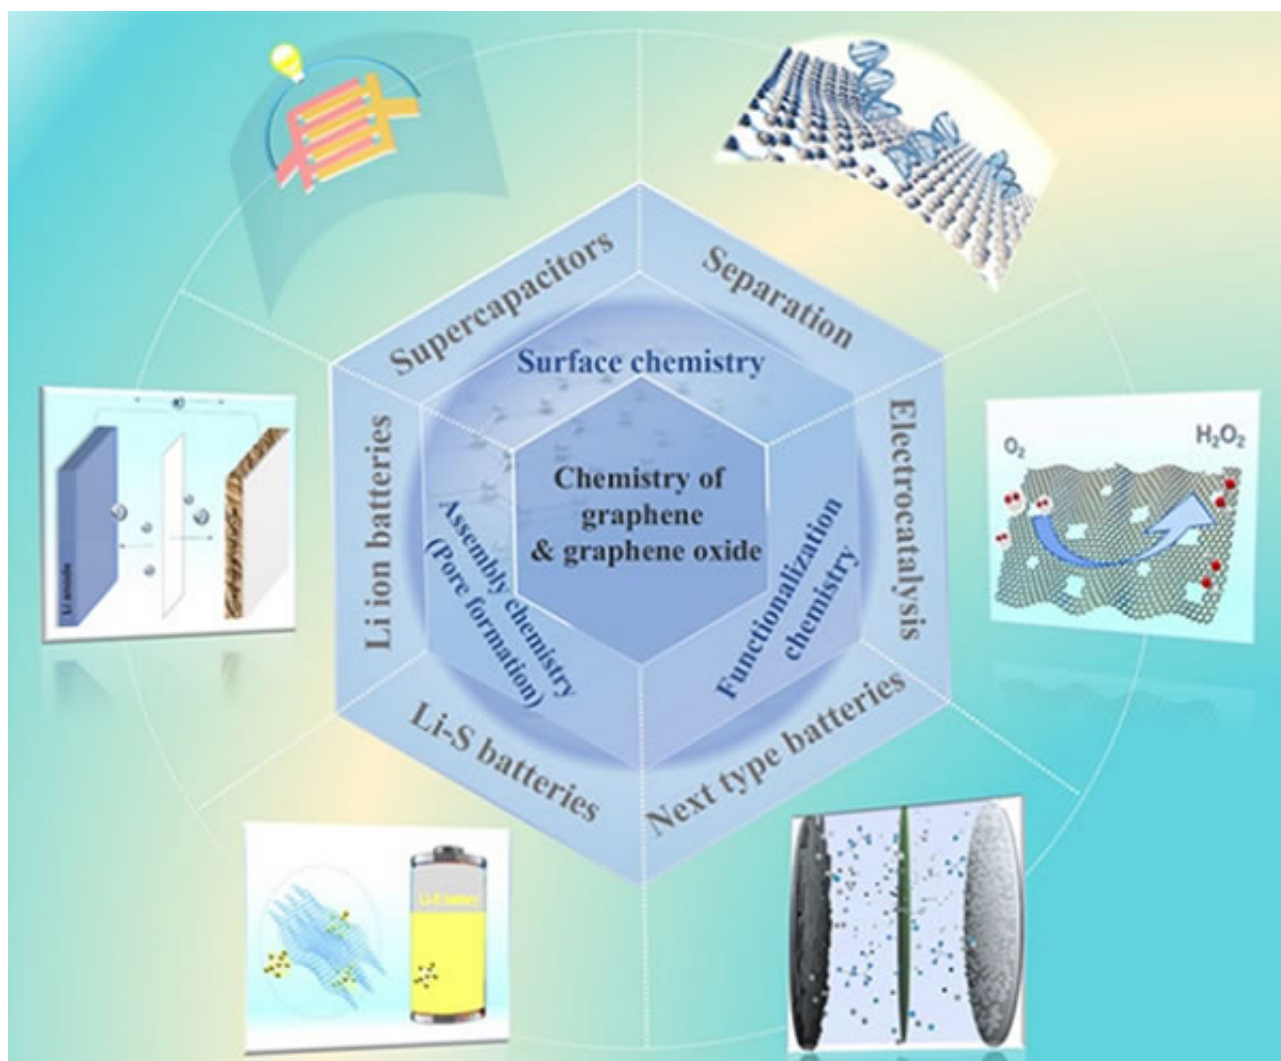 Supercapacitors
Separation
Surface chemistry
Electrocatalysis
O₂
H₂O₂
Li ion batteries
Li anode
Chemistry of
graphene
& graphene oxide
Assembly chemistry
(Pore formation)
Functionalization
chemistry
Li-S batteries
Next type batteries
Li-S battery